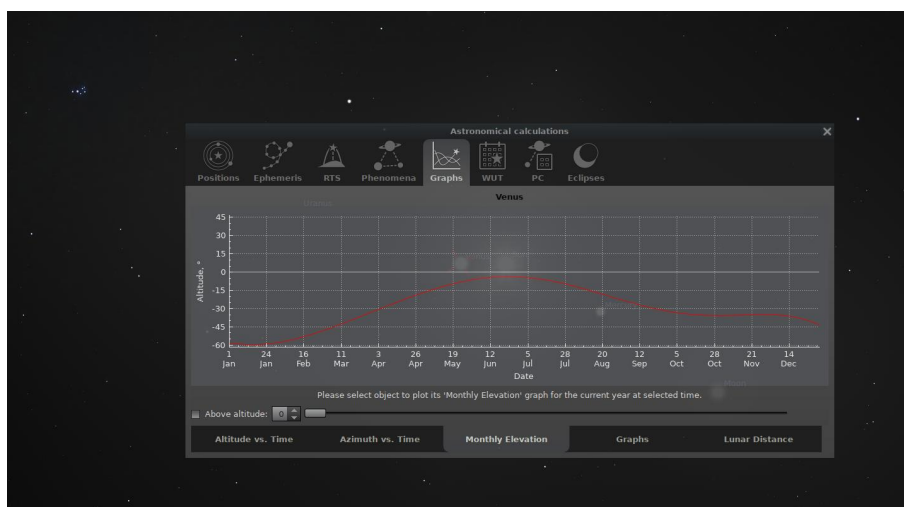 Astronomical calculations
Positions Ephemeris RTS Phenomena Graphs WUT PC Eclipses
Uranus
Venus
45
30
15
0
-15
-30
-45
-60
Altitude, °
1 Jan
24 Jan
16 Feb
11 Mar
3 Apr
26 Apr
19 May
12 Jun
5 Jul
28 Jul
20 Aug
12 Sep
5 Oct
28 Oct
21 Nov
14 Dec
Date
Please select object to plot its 'Monthly Elevation' graph for the current year at selected time.
Above altitude: 0
Altitude vs. Time Azimuth vs. Time Monthly Elevation Graphs Lunar Distance